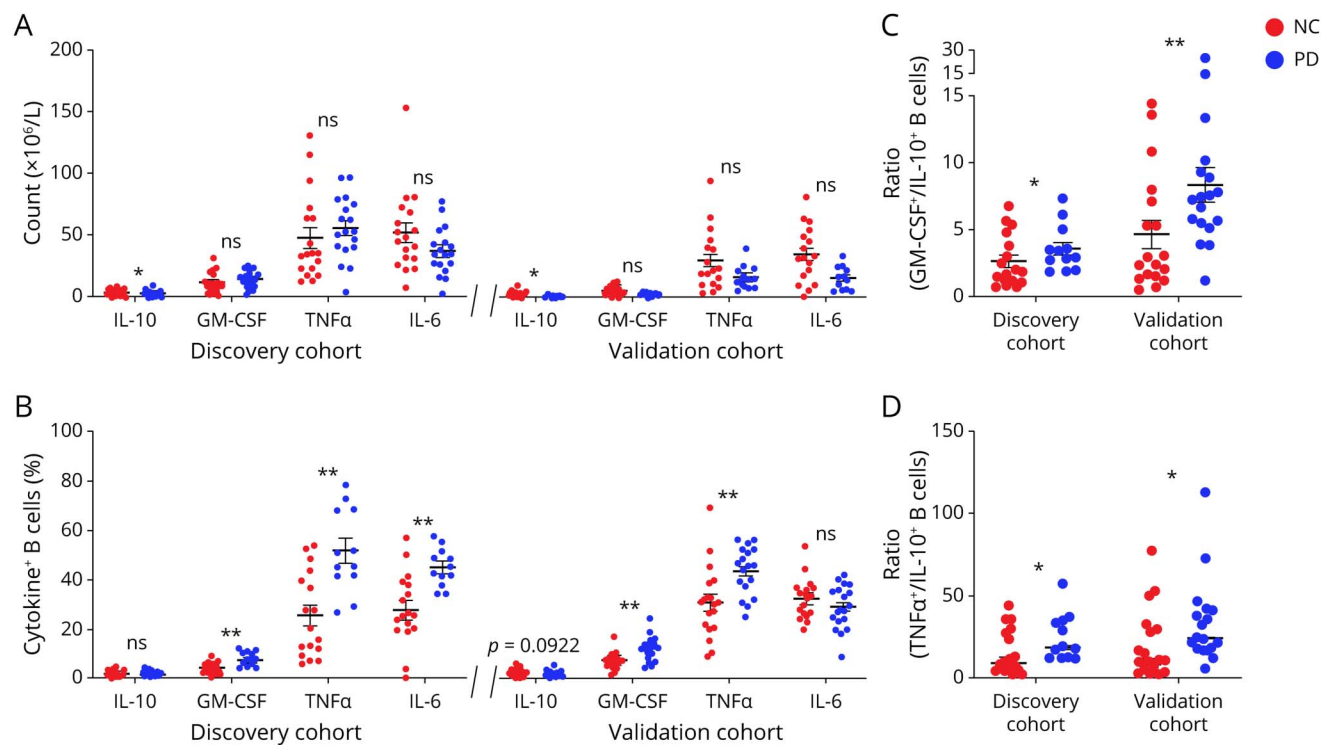 A
Count (×10⁶/L)
200
150
100
50
0
*
ns
ns
ns
*
ns
ns
ns
IL-10 GM-CSF TNFα IL-6 IL-10 GM-CSF TNFα IL-6
Discovery cohort Validation cohort
C
Ratio
(GM-CSF⁺/IL-10⁺ B cells)
30
15
15
10
5
0
*
**
Discovery
cohort
Validation
cohort
NC
PD
B
Cytokine⁺ B cells (%)
100
80
60
40
20
0
ns
**
**
**
p = 0.0922
**
**
ns
IL-10 GM-CSF TNFα IL-6 IL-10 GM-CSF TNFα IL-6
Discovery cohort Validation cohort
D
Ratio
(TNFα⁺/IL-10⁺ B cells)
150
100
50
0
*
*
Discovery
cohort
Validation
cohort